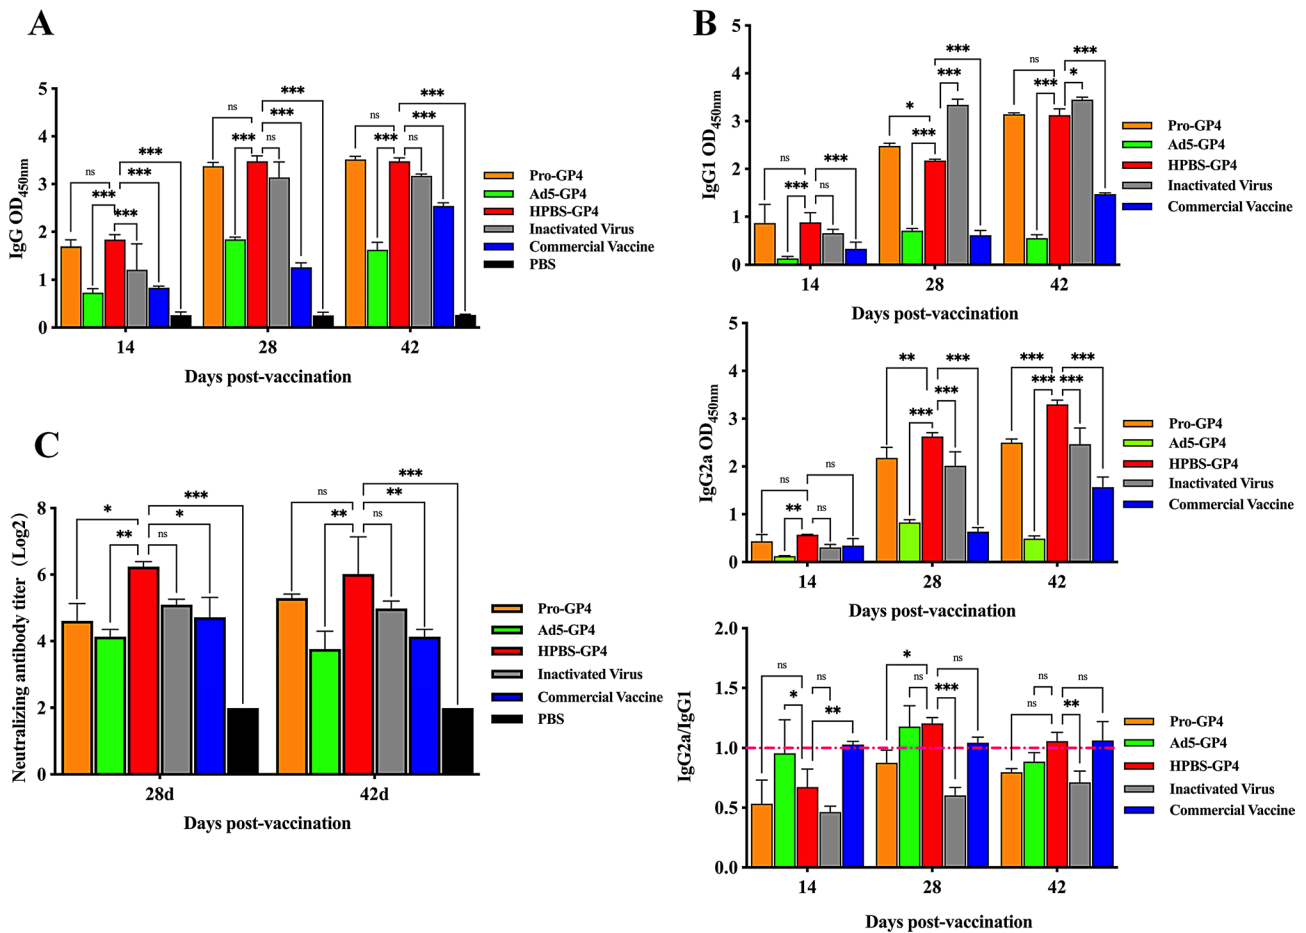 A
IgG OD450nm
5
4
3
2
1
0
ns
***
***
***
***
ns
***
ns
***
***
ns
***
ns
***
***
14
28
42
Days post-vaccination
Pro-GP4
Ad5-GP4
HPBS-GP4
Inactivated Virus
Commercial Vaccine
PBS
B
IgG1 OD450nm
5
4
3
2
1
0
ns
***
ns
***
*
***
***
***
ns
***
*
***
14
28
42
Days post-vaccination
Pro-GP4
Ad5-GP4
HPBS-GP4
Inactivated Virus
Commercial Vaccine
IgG2a OD450nm
5
4
3
2
1
0
ns
**
ns
ns
**
***
***
***
***
***
***
***
14
28
42
Days post-vaccination
Pro-GP4
Ad5-GP4
HPBS-GP4
Inactivated Virus
Commercial Vaccine
IgG2a/IgG1
2.0
1.5
1.0
0.5
0.0
ns
*
ns
**
*
ns
***
ns
ns
ns
**
ns
14
28
42
Days post-vaccination
Pro-GP4
Ad5-GP4
HPBS-GP4
Inactivated Virus
Commercial Vaccine
C
Neutralizing antibody titer（Log2）
8
6
4
2
0
*
**
ns
*
***
ns
**
ns
**
***
28d
42d
Days post-vaccination
Pro-GP4
Ad5-GP4
HPBS-GP4
Inactivated Virus
Commercial Vaccine
PBS